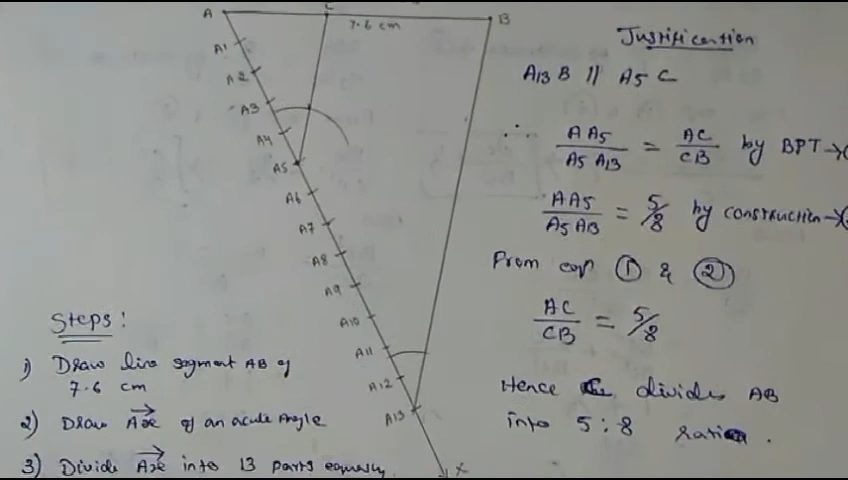 A C B
7.6 cm
A1
A2
A3
A4
A5
A6
A7
A8
A9
A10
A11
A12
A13
X
Steps:
1) Draw line segment AB of
7.6 cm
2) Draw Ax of an acute Angle
3) Divide Ax into 13 parts equally
Justification
A13 B // A5 C
∴ AA5/A5A13 = AC/CB by BPT →
AA5/A5AB = 5/8 by construction →
From eqn ① & ②
AC/CB = 5/8
Hence C divides AB
into 5:8 ratio.